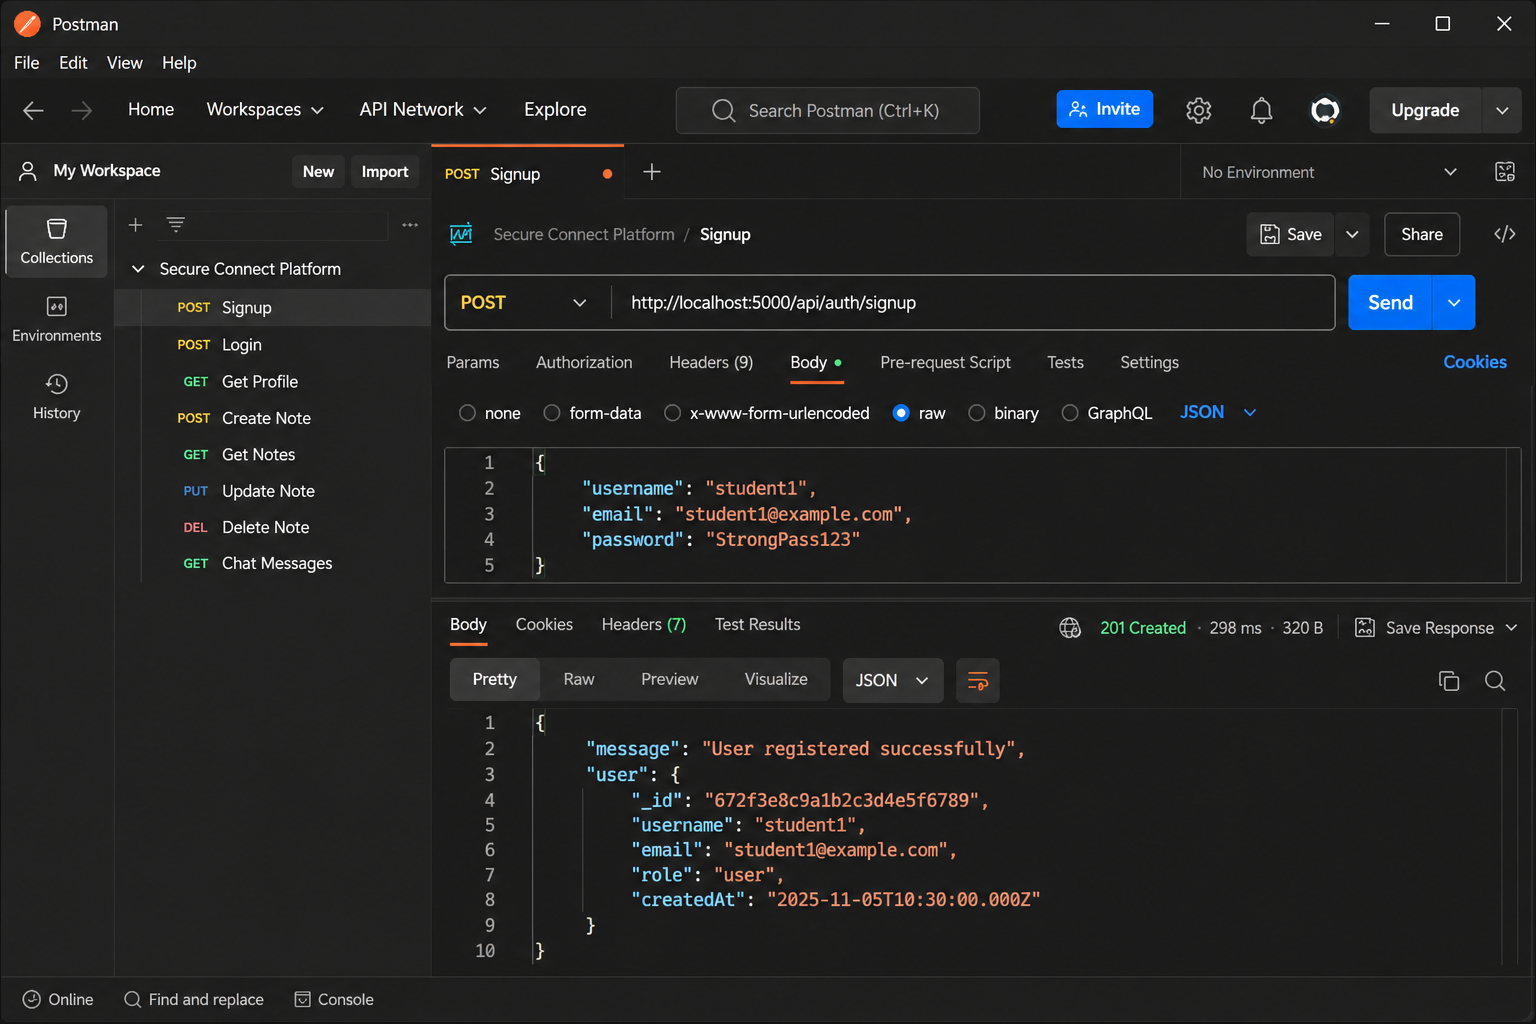 Postman
File Edit View Help
Home Workspaces API Network Explore Search Postman (Ctrl+K) Invite Upgrade
My Workspace New Import
POST Signup
No Environment
Collections
Environments
History
Secure Connect Platform
POST Signup
POST Login
GET Get Profile
POST Create Note
GET Get Notes
PUT Update Note
DEL Delete Note
GET Chat Messages
Secure Connect Platform / Signup
Save Share </>
POST http://localhost:5000/api/auth/signup Send
Params Authorization Headers (9) Body Pre-request Script Tests Settings Cookies
none form-data x-www-form-urlencoded raw binary GraphQL JSON
1 {
2 "username": "student1",
3 "email": "student1@example.com",
4 "password": "StrongPass123"
5 }
Body Cookies Headers (7) Test Results 201 Created · 298 ms · 320 B Save Response
Pretty Raw Preview Visualize JSON
1 {
2 "message": "User registered successfully",
3 "user": {
4 "_id": "672f3e8c9a1b2c3d4e5f6789",
5 "username": "student1",
6 "email": "student1@example.com",
7 "role": "user",
8 "createdAt": "2025-11-05T10:30:00.000Z"
9 }
10 }
Online Find and replace Console